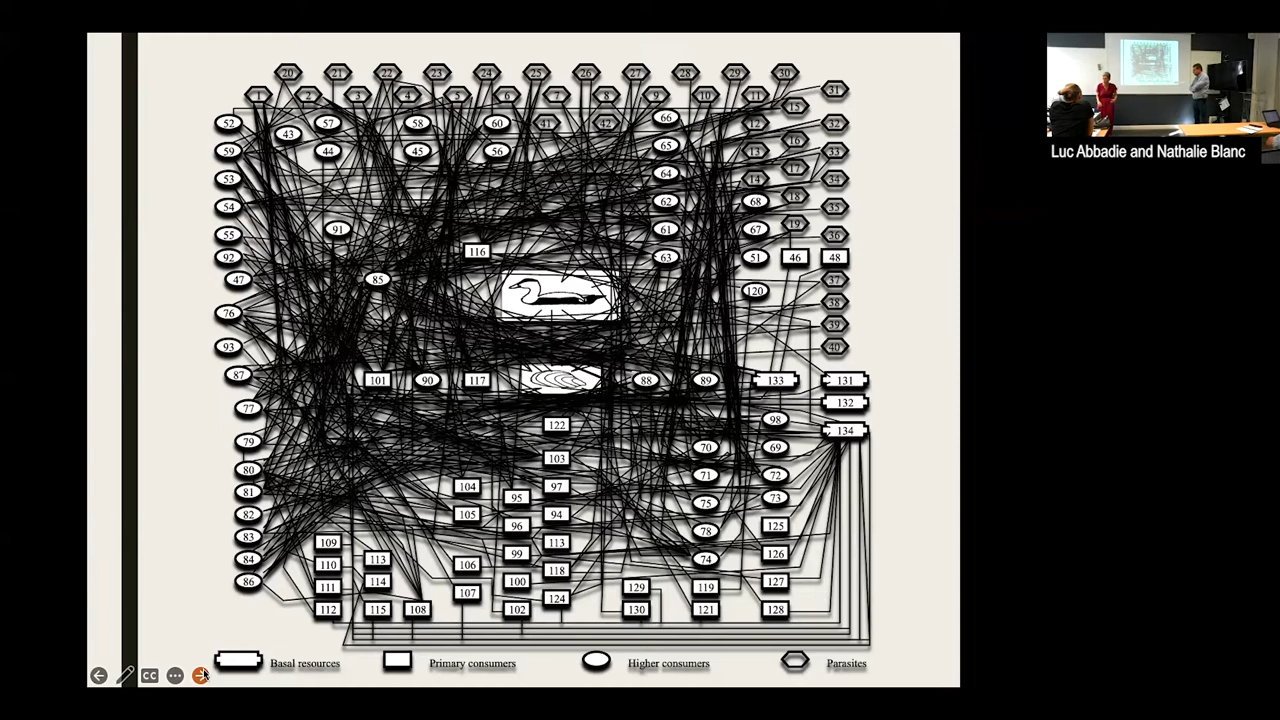 20 21 22 23 24 25 26 27 28 29 30
31
1 2 3 4 5 6 7 8 9 10 11
15
52 43 57 58 60 41 42 66 12 32
59 44 45 56 65 13 16 33
53 64 14 17 34
54 62 68 18 35
55 91 61 67 19 36
92 116 63 51 46 48
47 85 37
76 120 38
39
93 40
87 101 90 117 88 89 133 131
77 132
122 98 134
79 70 69
80 103 71 72
81 104 95 97 75 73
82 105 94
83 109 96 113 78 125
84 110 113 106 99 118 74 126
86 111 114 107 100 124 129 119 127
112 115 108 102 130 121 128
Basal resources Primary consumers Higher consumers Parasites
CC
Luc Abbadie and Nathalie Blanc